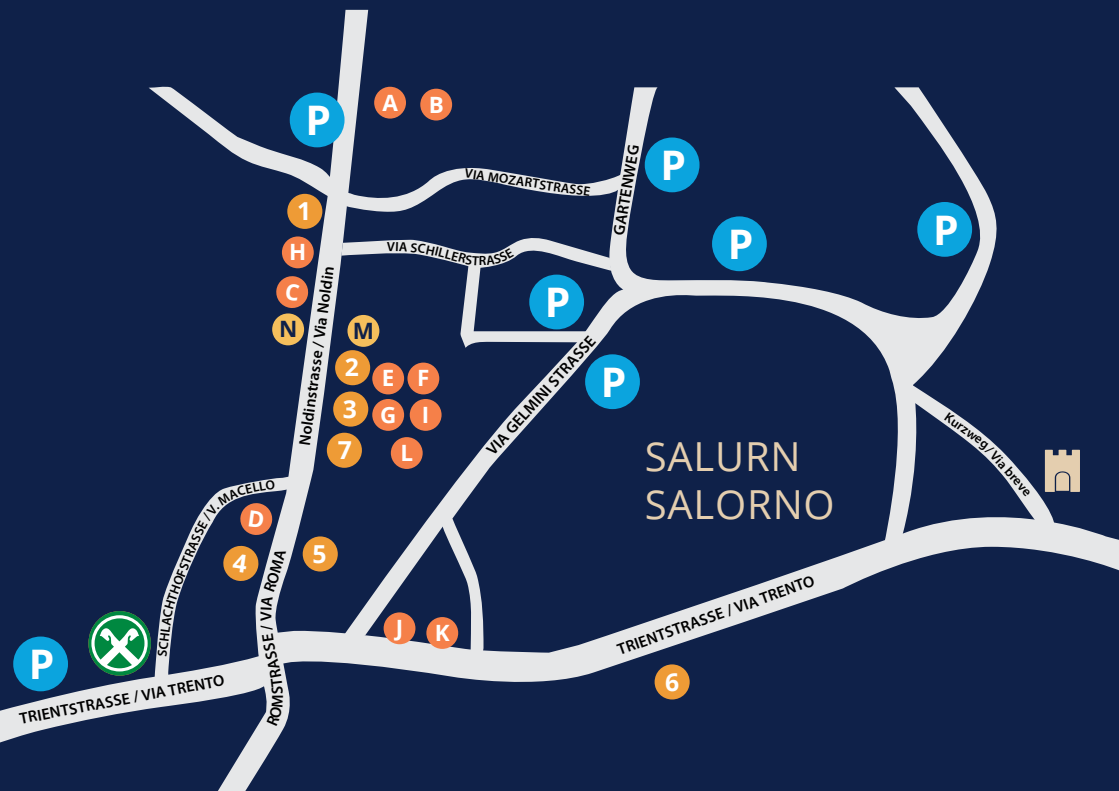 A
B
P
P
VIA MOZARTSTRASSE
GARTENWEG
1
P
P
H
VIA SCHILLERSTRASSE
C
P
N
M
Noldinstrasse / Via Noldin
2
E
F
P
3
G
I
VIA GELMINI STRASSE
7
L
SALURN
SALORNO
Kurzweg/Via breve
SCHLACHTHOFSTRASSE / V. MACELLO
D
4
5
ROMSTRASSE / VIA ROMA
J
K
TRIENTSTRASSE / VIA TRENTO
P
6
TRIENTSTRASSE / VIA TRENTO